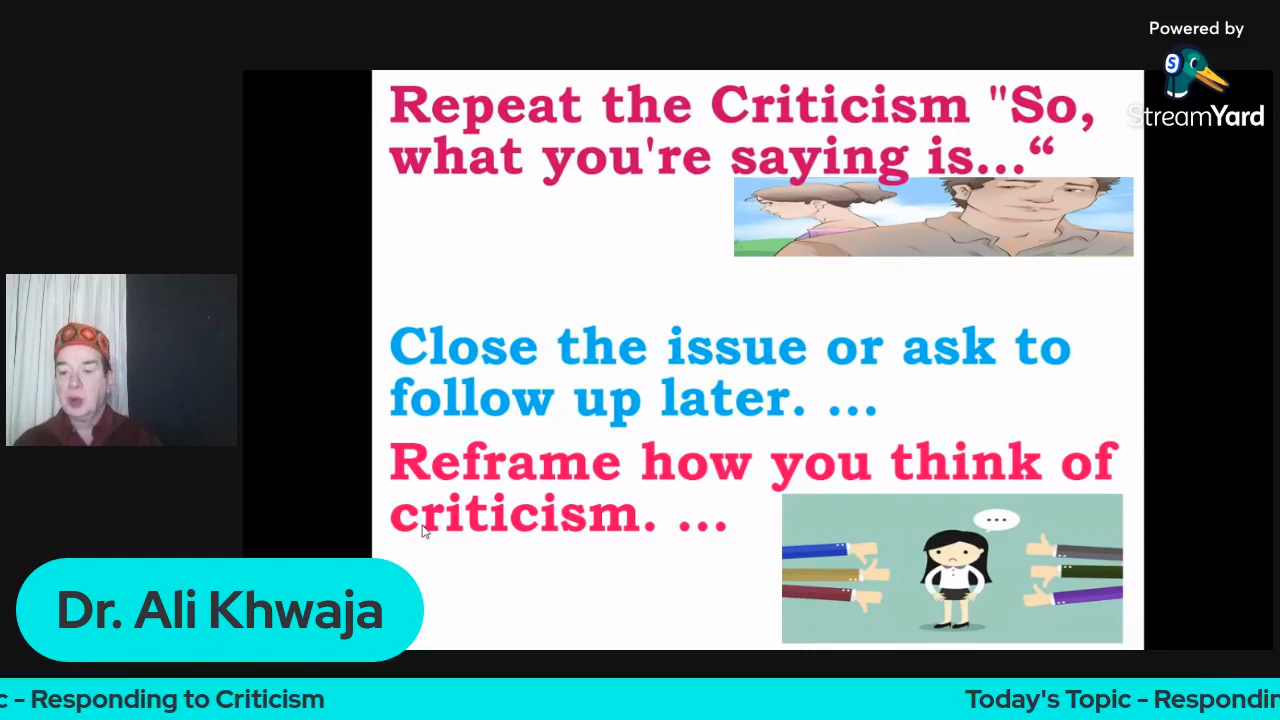 Powered by
StreamYard
Repeat the Criticism "So,
what you're saying is...“
Close the issue or ask to
follow up later. ...
Reframe how you think of
criticism. ...
Dr. Ali Khwaja
c - Responding to Criticism
Today's Topic - Respondin